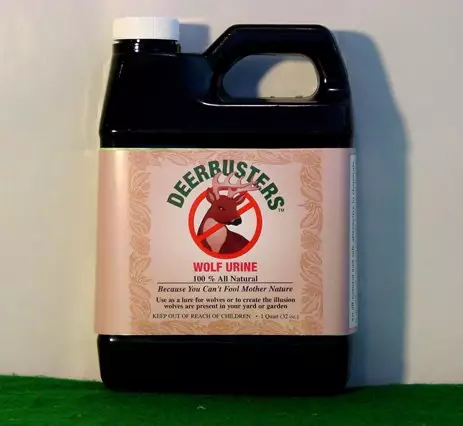 DEERBUSTERS™
WOLF URINE
100 % All Natural
Because You Can't Fool Mother Nature
Use as a lure for wolves or to create the illusion
wolves are present in your yard or garden
KEEP OUT OF REACH OF CHILDREN • 1 Quart (32 oz.)